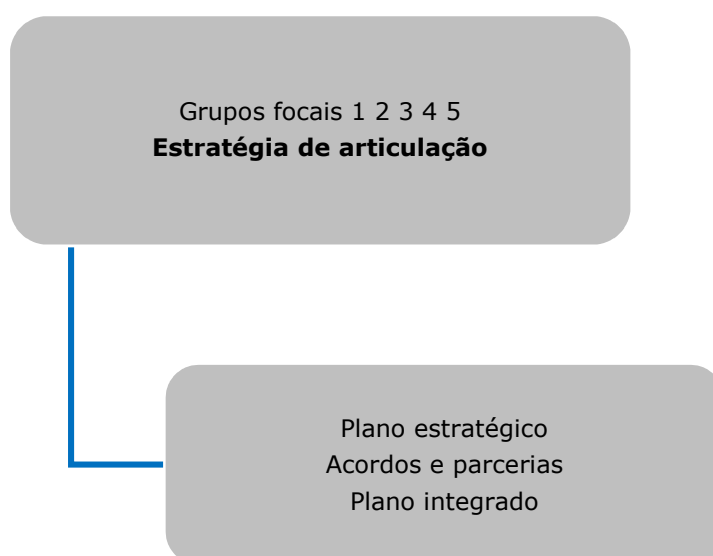 Grupos focais 1 2 3 4 5
Estratégia de articulação
Plano estratégico
Acordos e parcerias
Plano integrado